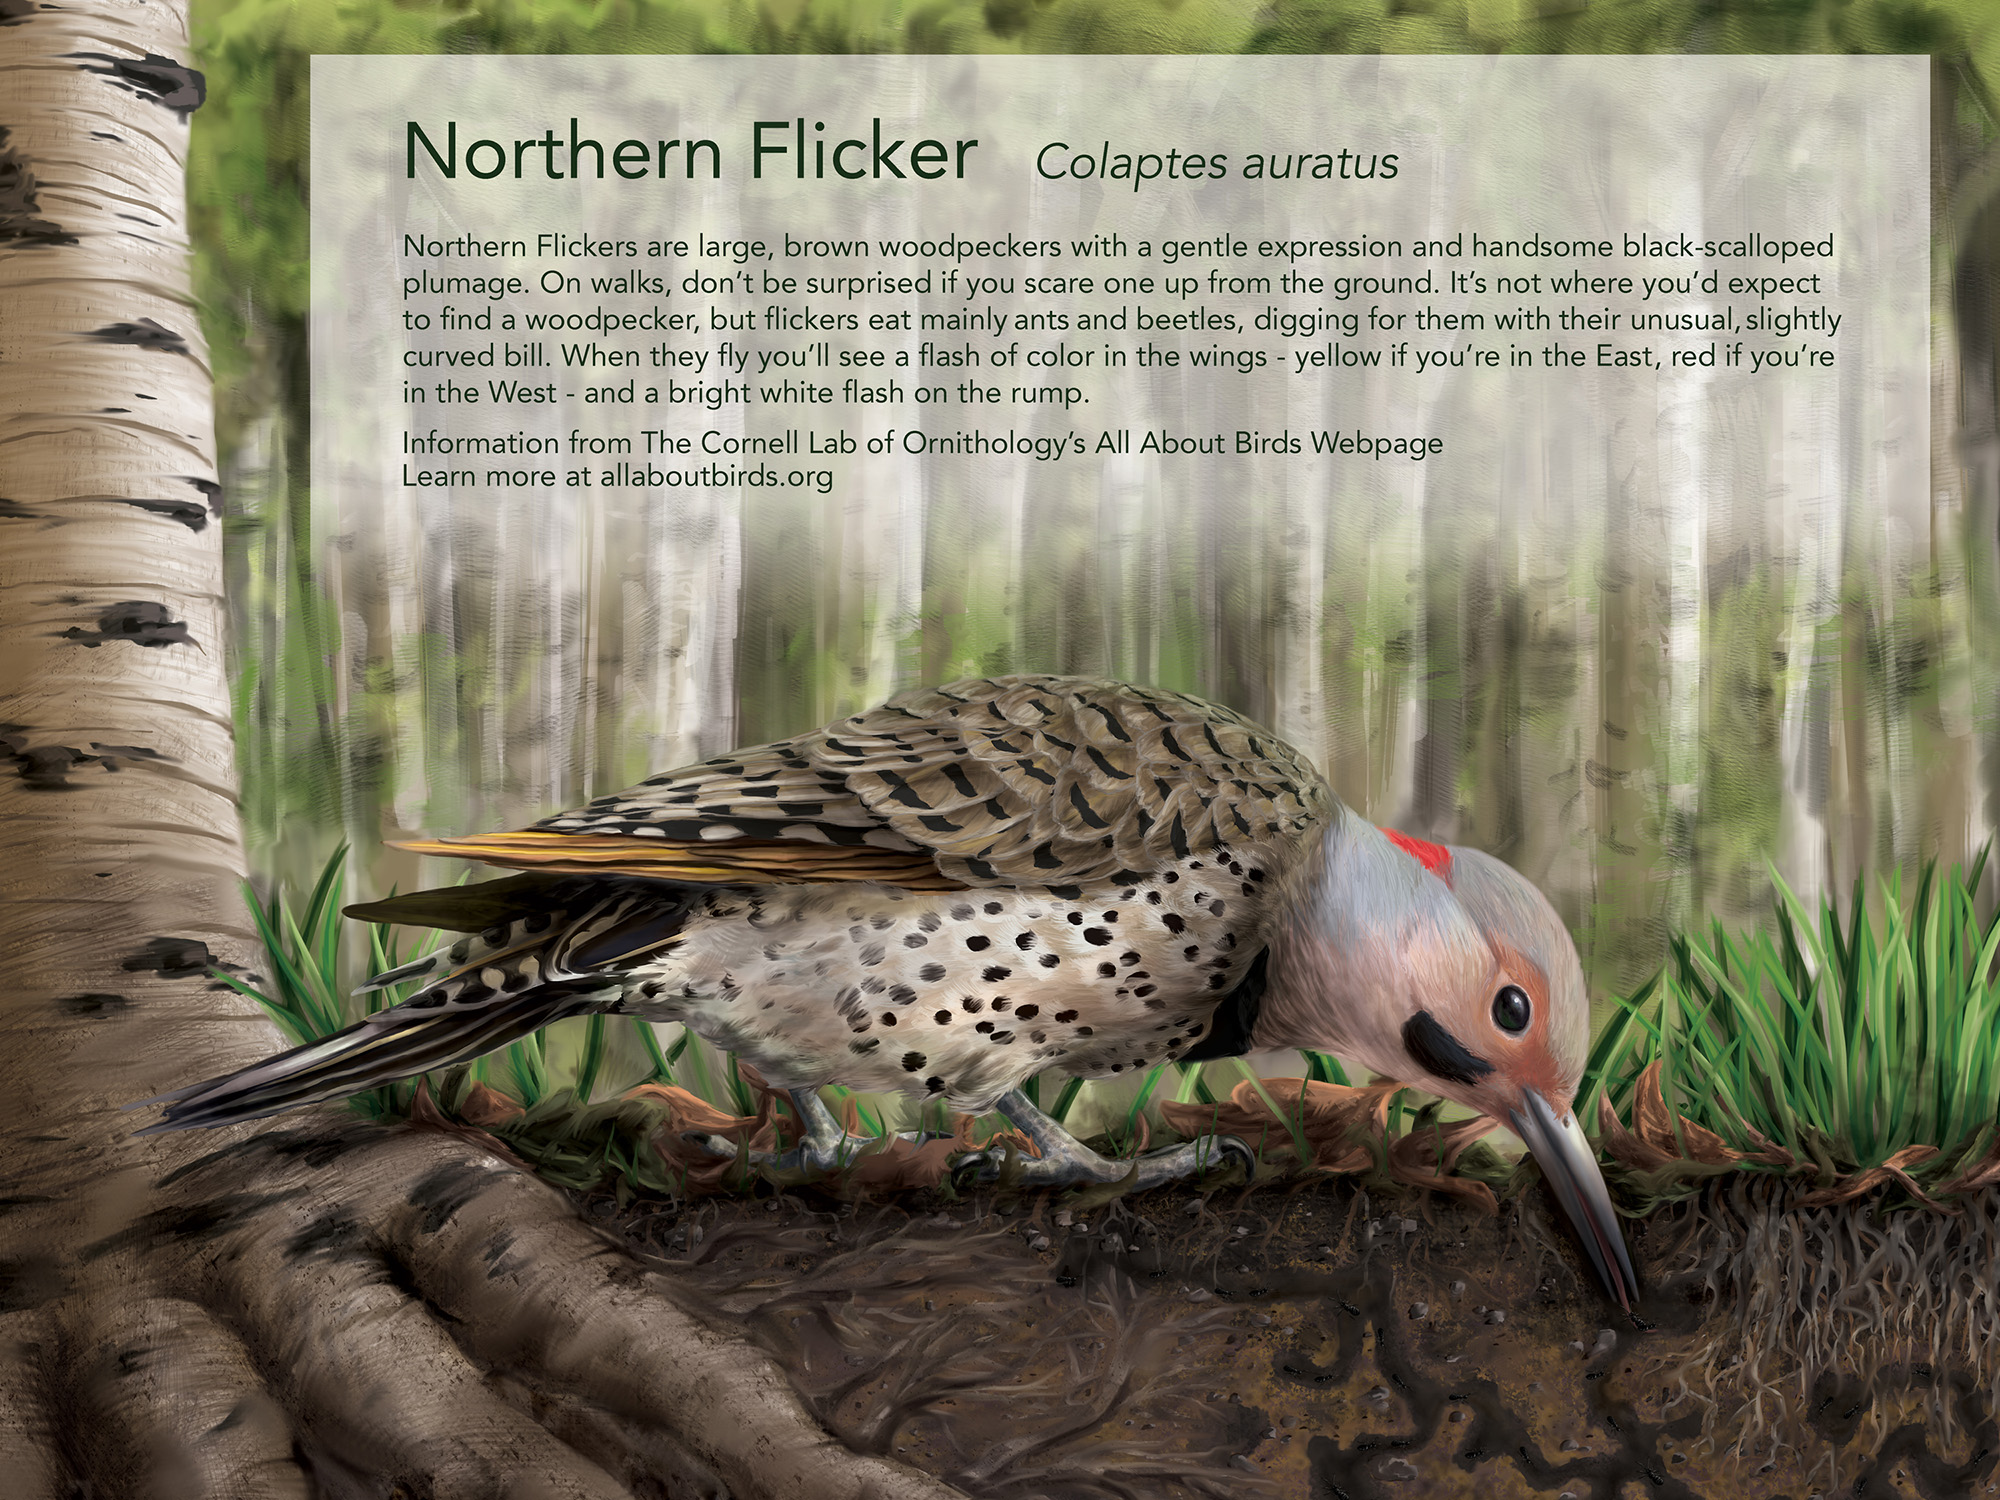 Northern Flicker Colaptes auratus
Northern Flickers are large, brown woodpeckers with a gentle expression and handsome black-scalloped
plumage. On walks, don’t be surprised if you scare one up from the ground. It’s not where you’d expect
to find a woodpecker, but flickers eat mainly ants and beetles, digging for them with their unusual, slightly
curved bill. When they fly you’ll see a flash of color in the wings - yellow if you’re in the East, red if you’re
in the West - and a bright white flash on the rump.
Information from The Cornell Lab of Ornithology’s All About Birds Webpage
Learn more at allaboutbirds.org